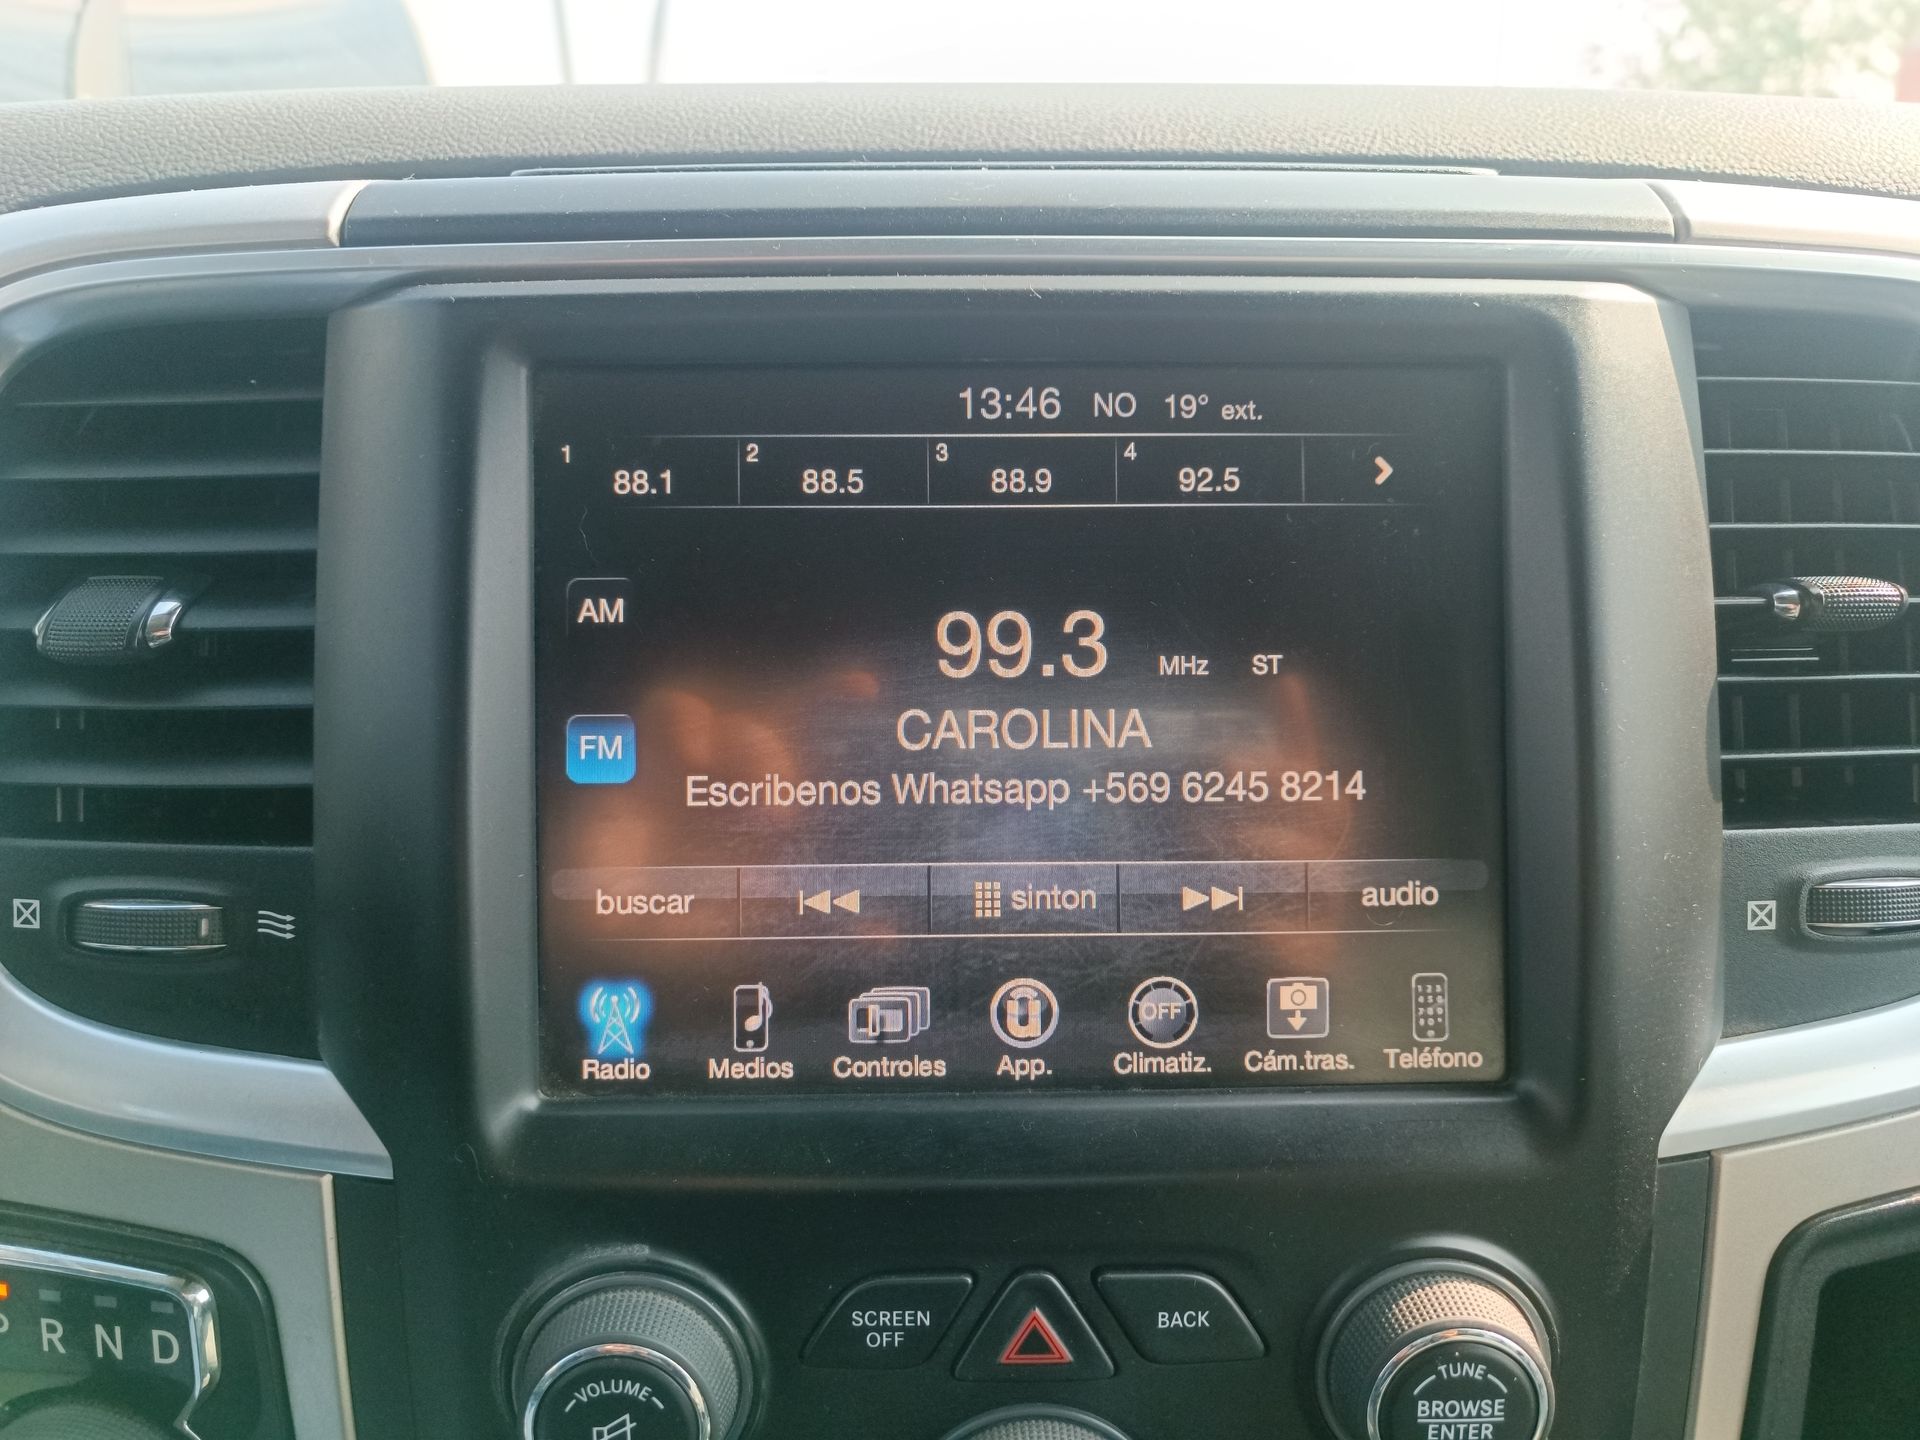 13:46 NO 19° ext.
1 88.1 2 88.5 3 88.9 4 92.5
AM
99.3 MHz ST
FM
CAROLINA
Escribenos Whatsapp +569 6245 8214
buscar sinton audio
Radio Medios Controles App. OFF Climatiz. Cám.tras. Teléfono
P R N D
SCREEN
OFF
BACK
VOLUME
TUNE
BROWSE
ENTER